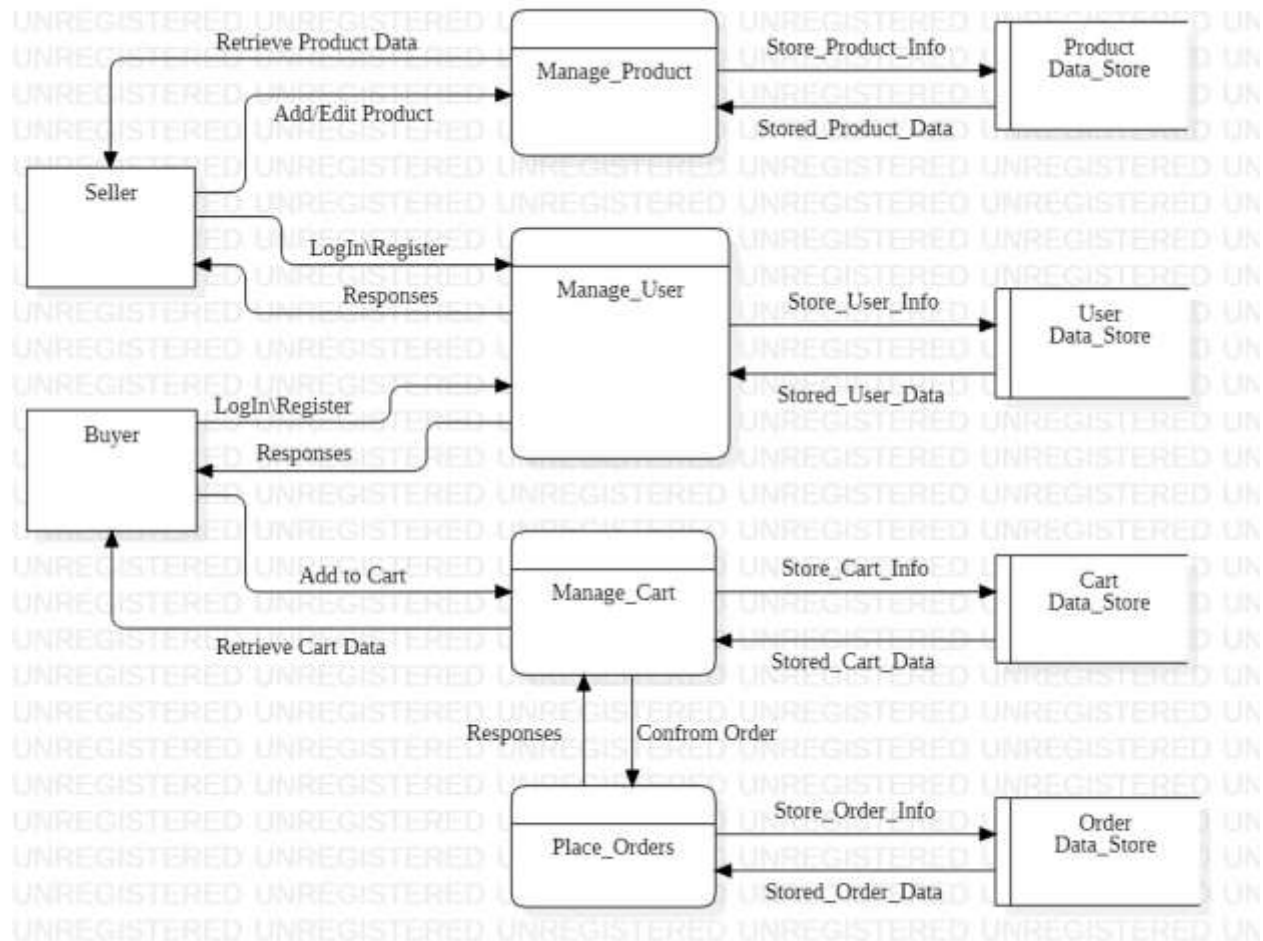 Retrieve Product Data
Manage_Product
Store_Product_Info
Product
Data_Store
Add/Edit Product
Stored_Product_Data
Seller
LogIn\Register
Manage_User
Responses
Store_User_Info
User
Data_Store
Stored_User_Data
LogIn\Register
Buyer
Responses
Add to Cart
Manage_Cart
Store_Cart_Info
Cart
Data_Store
Retrieve Cart Data
Stored_Cart_Data
Responses
Confrom Order
Place_Orders
Store_Order_Info
Order
Data_Store
Stored_Order_Data
UNREGISTERED